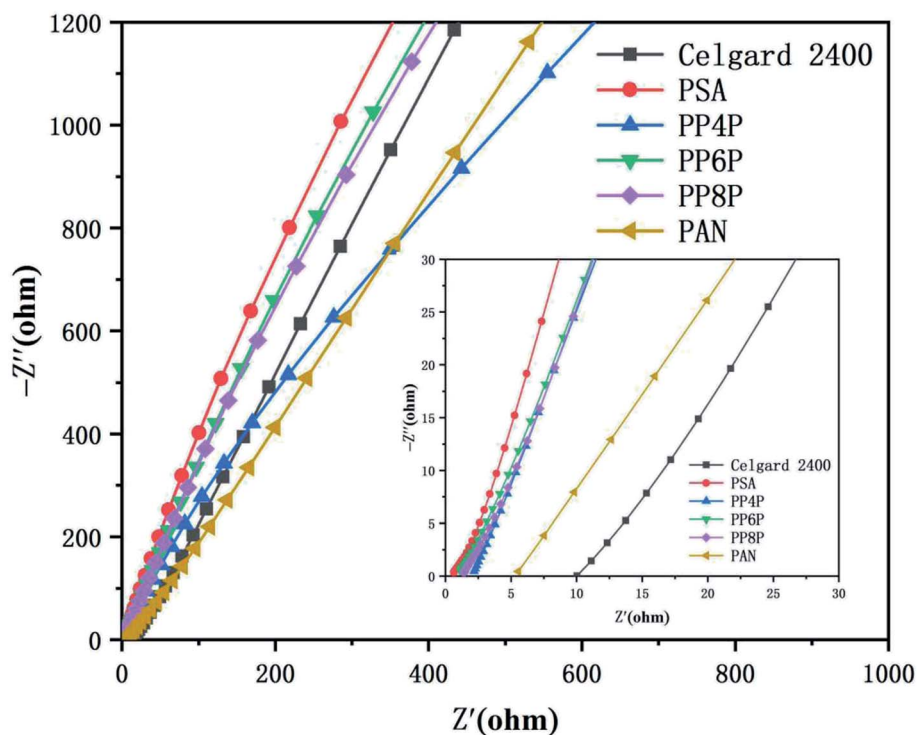 1200
1000
800
600
400
200
0
-Z''(ohm)
Celgard 2400
PSA
PP4P
PP6P
PP8P
PAN
30
25
20
15
10
5
0
-Z''(ohm)
Celgard 2400
PSA
PP4P
PP6P
PP8P
PAN
0 5 10 15 20 25 30
Z'(ohm)
0 200 400 600 800 1000
Z'(ohm)